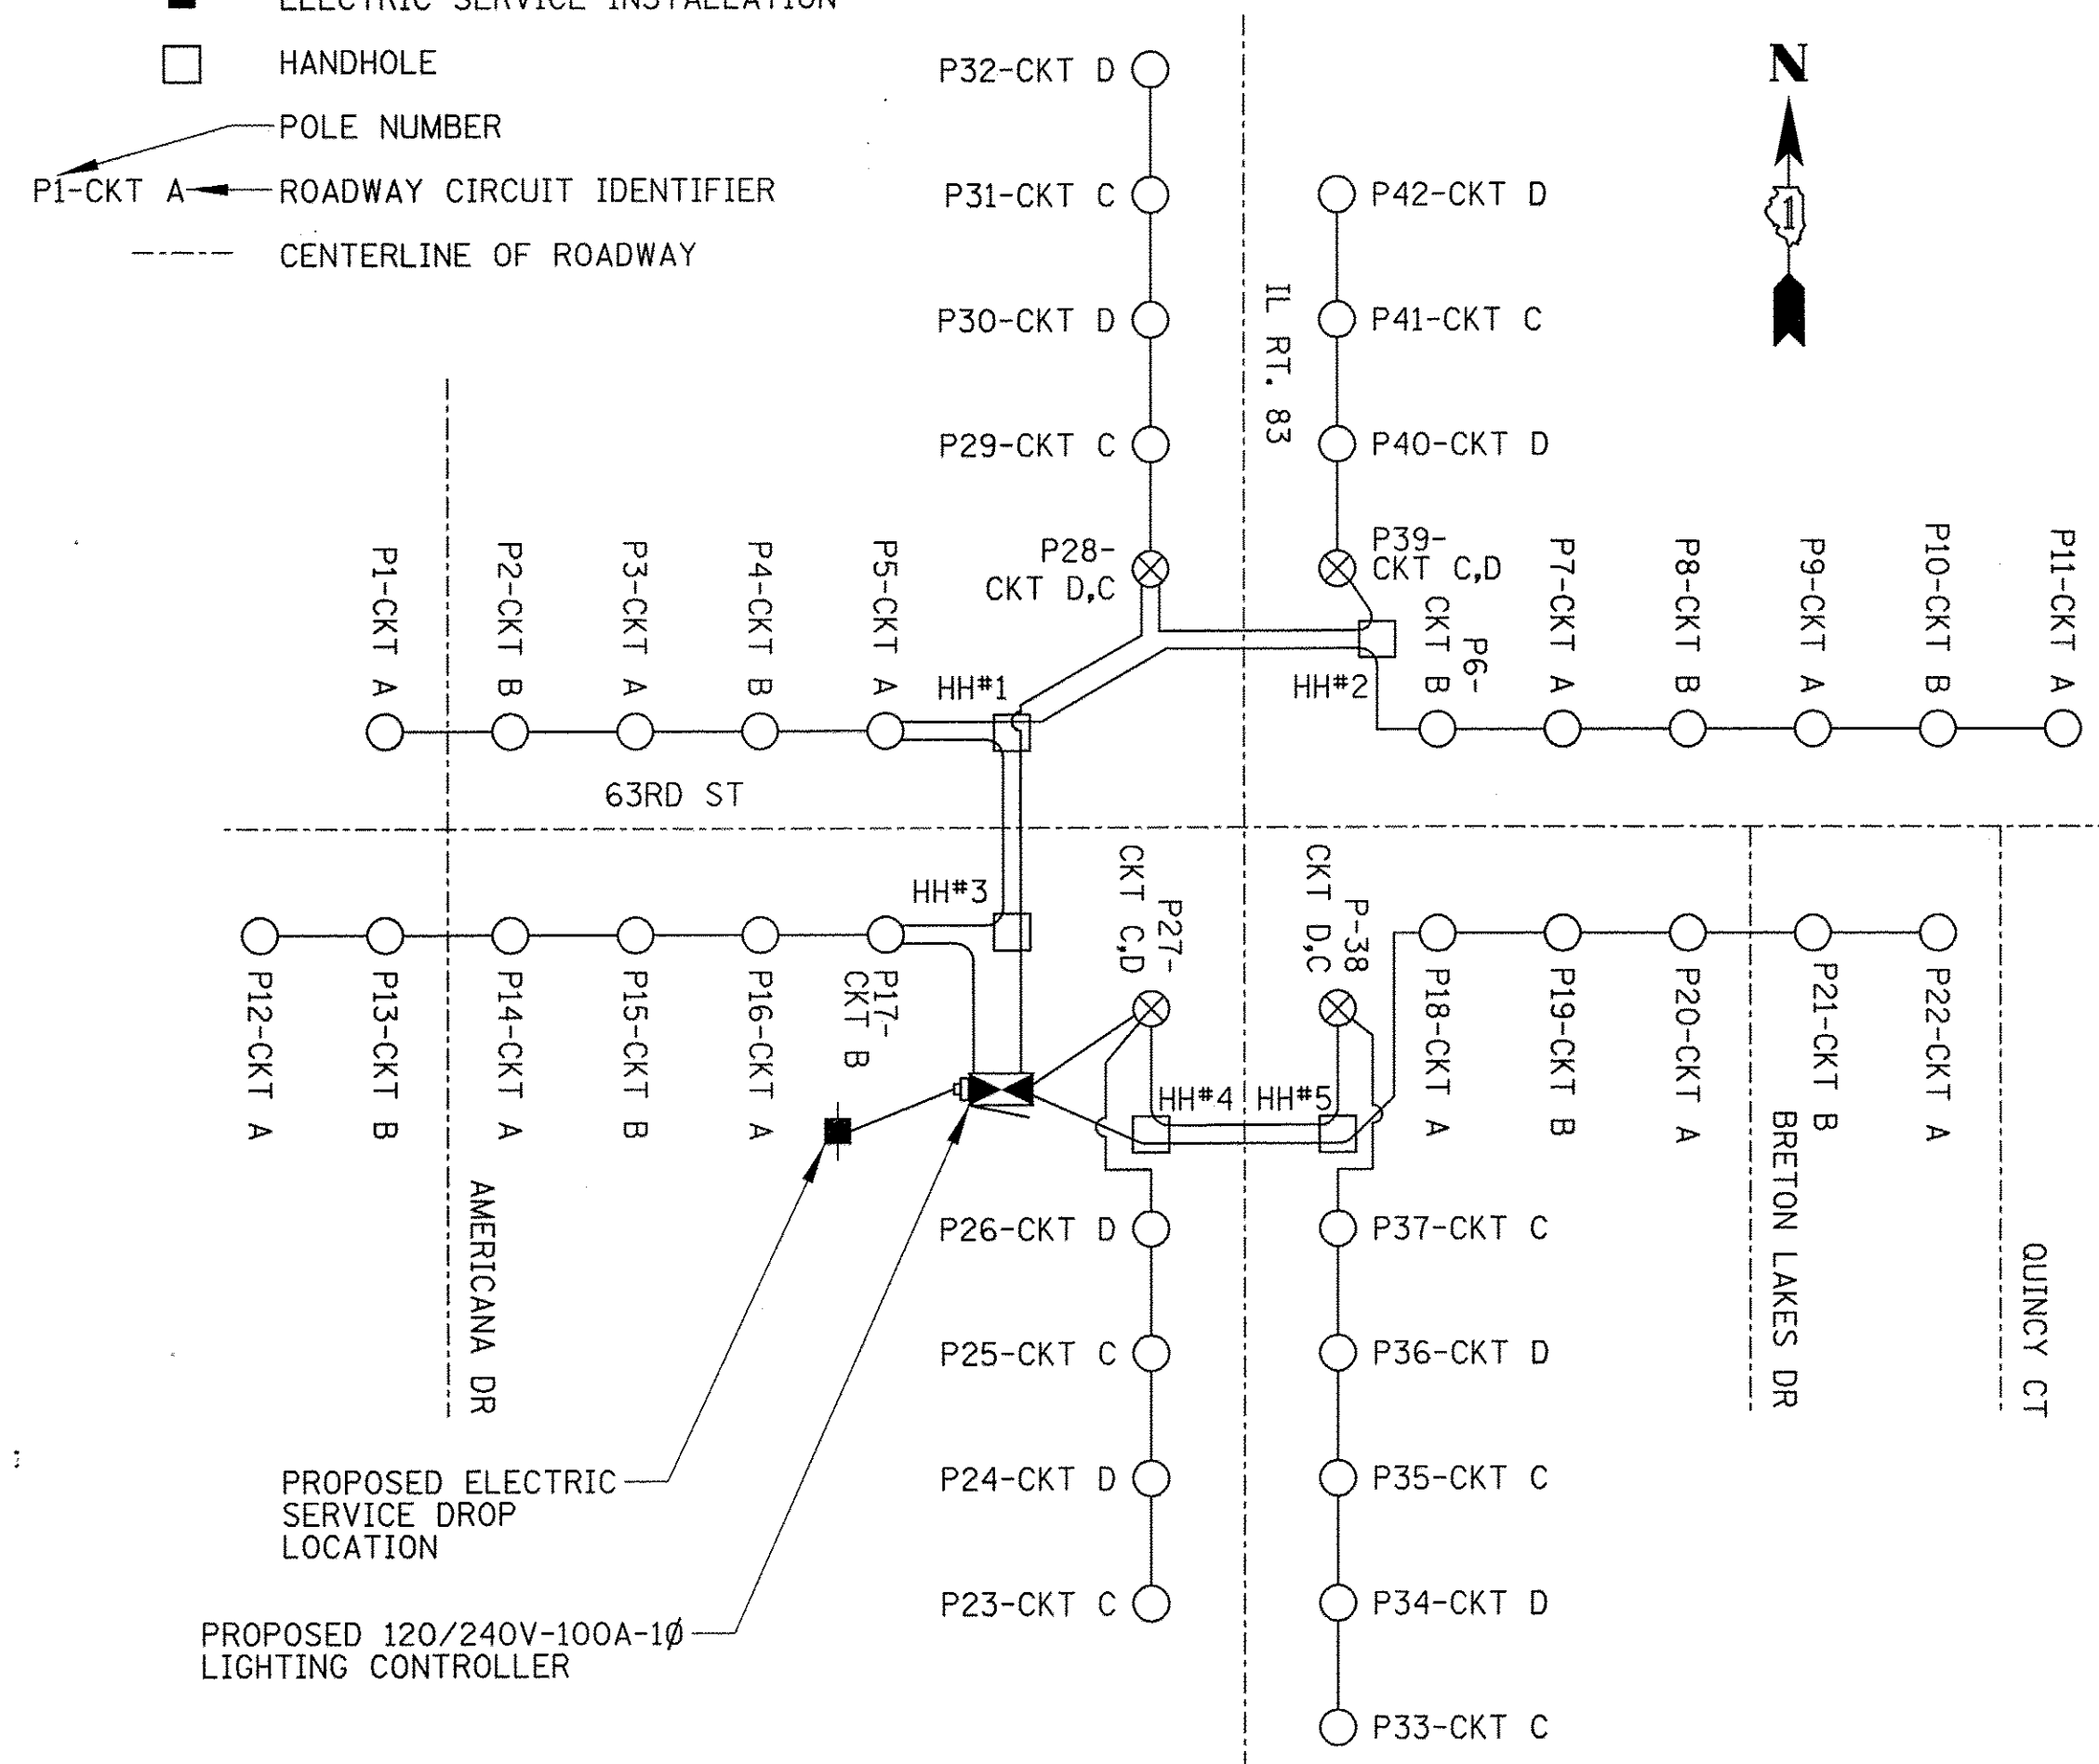 ELECTRIC SERVICE INSTALLATION
HANDHOLE
POLE NUMBER
P1-CKT A
ROADWAY CIRCUIT IDENTIFIER
CENTERLINE OF ROADWAY
N
1
P32-CKT D
P31-CKT C
P30-CKT D
P29-CKT C
P28-
CKT D,C
IL RT. 83
P42-CKT D
P41-CKT C
P40-CKT D
P39-
CKT C,D
P1-CKT A
P2-CKT B
P3-CKT A
P4-CKT B
P5-CKT A
HH#1
HH#2
P6-
CKT B
P7-CKT A
P8-CKT B
P9-CKT A
P10-CKT B
P11-CKT A
63RD ST
HH#3
P12-CKT A
P13-CKT B
P14-CKT A
P15-CKT B
P16-CKT A
P17-
CKT B
P27-
CKT C,D
P-38
CKT D,C
P18-CKT A
P19-CKT B
P20-CKT A
P21-CKT B
P22-CKT A
HH#4
HH#5
AMERICANA DR
BRETON LAKES DR
QUINCY CT
P26-CKT D
P25-CKT C
P24-CKT D
P23-CKT C
P37-CKT C
P36-CKT D
P35-CKT C
P34-CKT D
P33-CKT C
PROPOSED ELECTRIC
SERVICE DROP
LOCATION
PROPOSED 120/240V-100A-1Ø
LIGHTING CONTROLLER